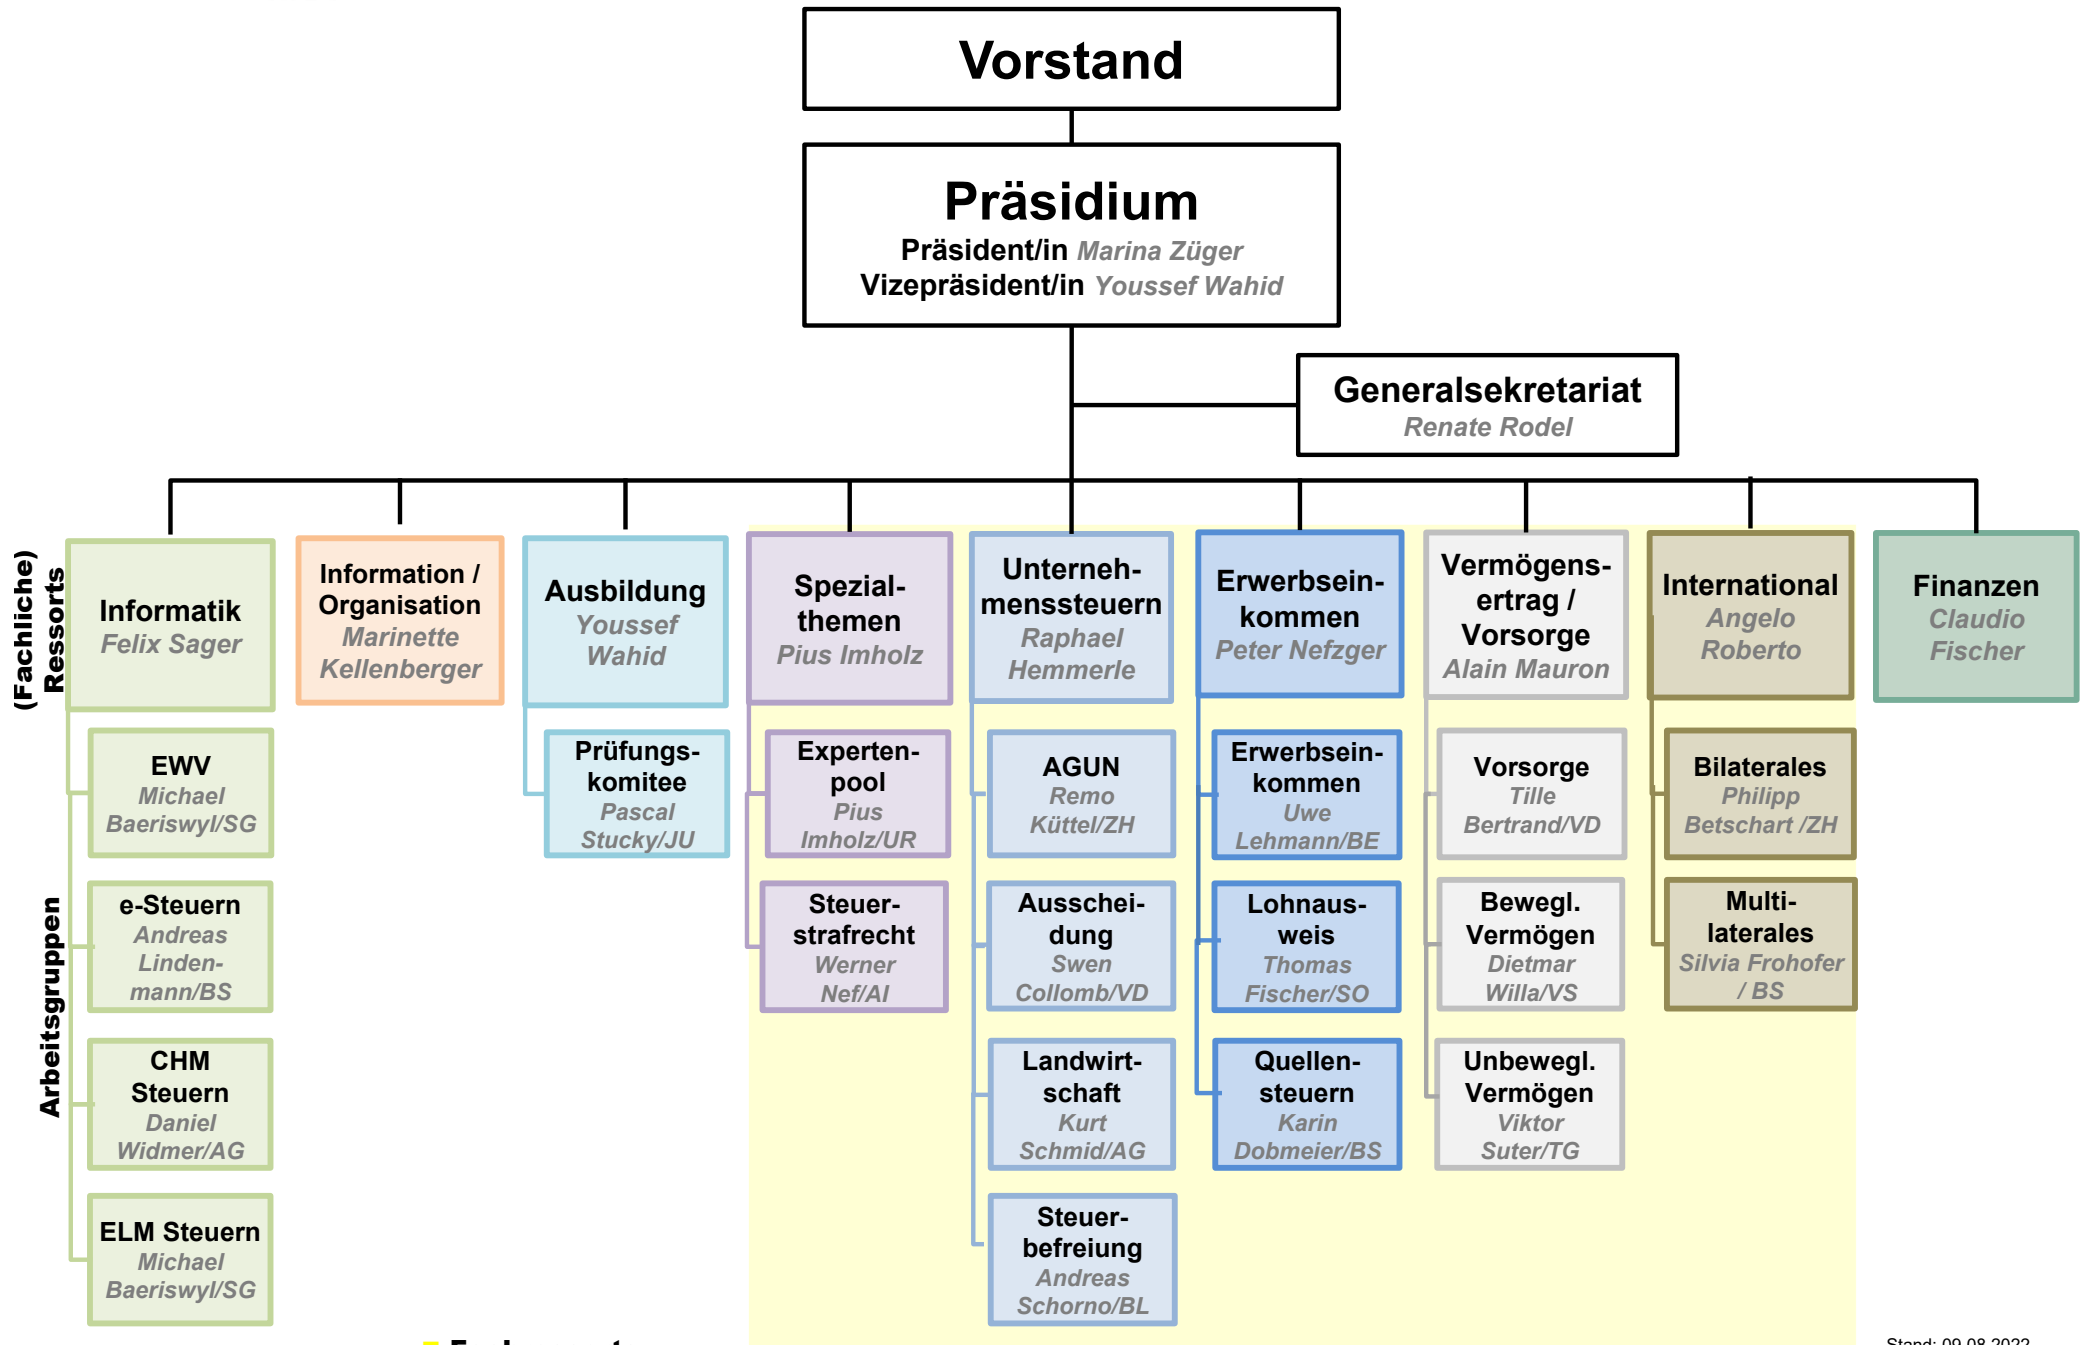 Vorstand
Präsidium
Präsident/in Marina Züger
Vizepräsident/in Youssef Wahid
Generalsekretariat
Renate Rodel
(Fachliche)
Ressorts
Informatik
Felix Sager
Information /
Organisation
Marinette
Kellenberger
Ausbildung
Youssef
Wahid
Spezial-
themen
Pius Imholz
Unterneh-
menssteuern
Raphael
Hemmerle
Erwerbsein-
kommen
Peter Nefzger
Vermögens-
ertrag /
Vorsorge
Alain Mauron
International
Angelo
Roberto
Finanzen
Claudio
Fischer
Arbeitsgruppen
EWV
Michael
Baeriswyl/SG
Prüfungs-
komitee
Pascal
Stucky/JU
Experten-
pool
Pius
Imholz/UR
AGUN
Remo
Küttel/ZH
Erwerbsein-
kommen
Uwe
Lehmann/BE
Vorsorge
Tille
Bertrand/VD
Bilaterales
Philipp
Betschart /ZH
e-Steuern
Andreas
Linden-
mann/BS
Steuer-
strafrecht
Werner
Nef/AI
Ausschei-
dung
Swen
Collomb/VD
Lohnaus-
weis
Thomas
Fischer/SO
Bewegl.
Vermögen
Dietmar
Willa/VS
Multi-
laterales
Silvia Frohofer
/ BS
CHM
Steuern
Daniel
Widmer/AG
Landwirt-
schaft
Kurt
Schmid/AG
Quellen-
steuern
Karin
Dobmeier/BS
Unbewegl.
Vermögen
Viktor
Suter/TG
ELM Steuern
Michael
Baeriswyl/SG
Steuer-
befreiung
Andreas
Schorno/BL
Stand: 09.08.2022